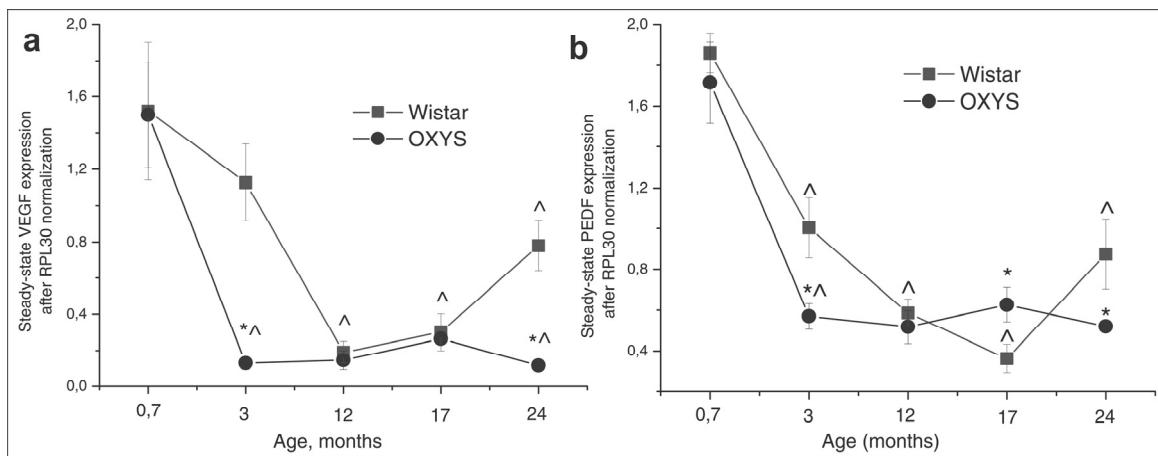 a
Steady-state VEGF expression
after RPL30 normalization
2,0
1,6
1,2
0,8
0,4
0,0
Wistar
OXYS
*^
^
^
^
*^
0,7 3 12 17 24
Age, months
b
Steady-state PEDF expression
after RPL30 normalization
2,0
1,6
1,2
0,8
0,4
Wistar
OXYS
^
*^
^
*
^
^
*
0,7 3 12 17 24
Age (months)